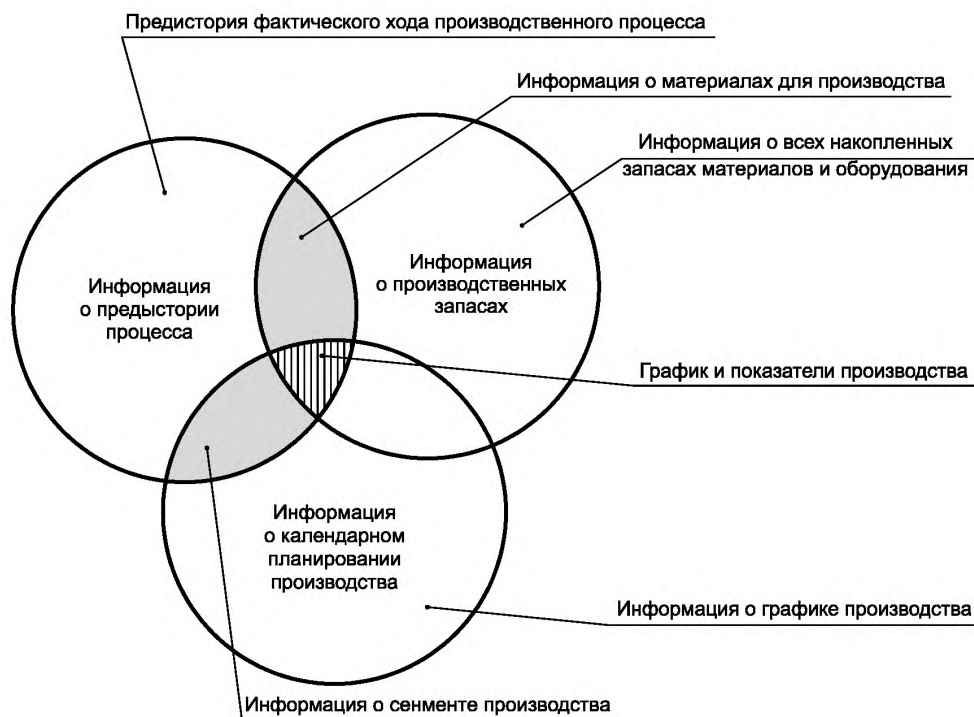 Предистория фактического хода производственного процесса
Информация о материалах для производства
Информация о всех накопленных
запасах материалов и оборудования
Информация
о предыстории
процесса
Информация
о производственных
запасах
График и показатели производства
Информация
о календарном
планировании
производства
Информация о графике производства
Информация о сенменте производства